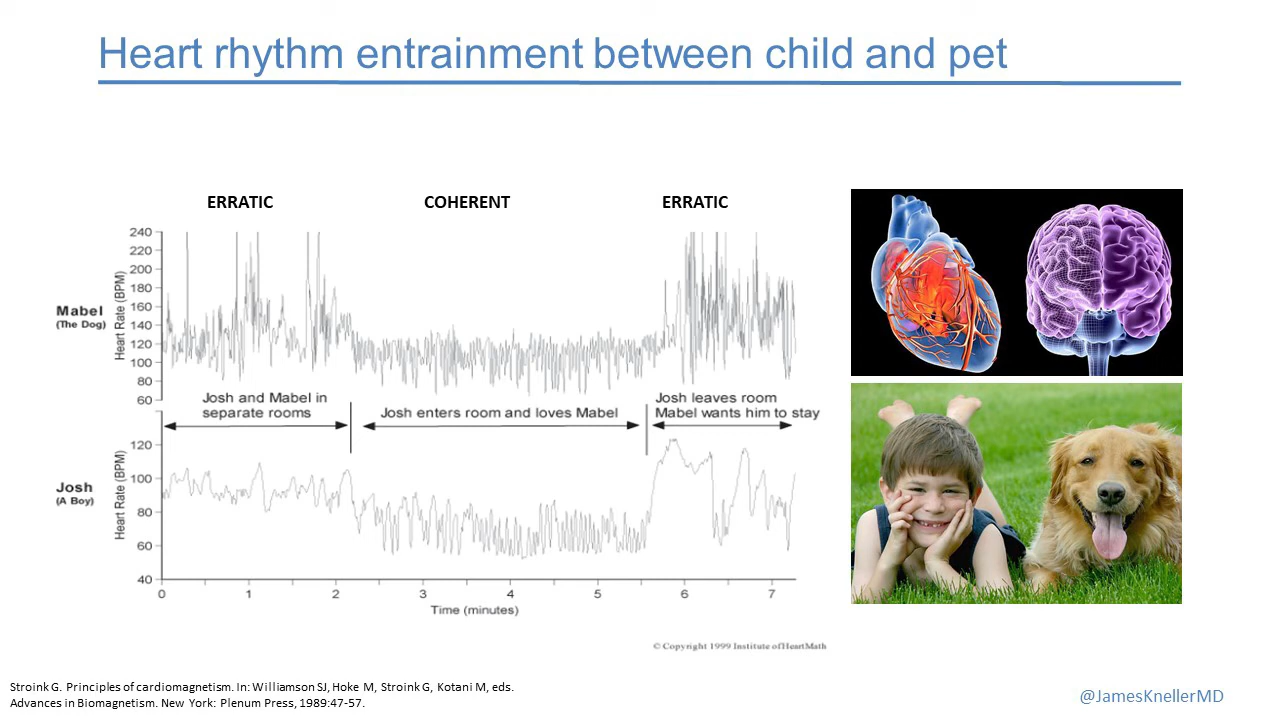 Heart rhythm entrainment between child and pet
ERRATIC
COHERENT
ERRATIC
240
220
200
180
160
140
120
100
80
60
Heart Rate (BPM)
Mabel
(The Dog)
Josh and Mabel in
separate rooms
Josh enters room and loves Mabel
Josh leaves room
Mabel wants him to stay
120
100
80
60
40
Heart Rate (BPM)
Josh
(A Boy)
0 1 2 3 4 5 6 7
Time (minutes)
© Copyright 1999 Institute of HeartMath
Stroink G. Principles of cardiomagnetism. In: Williamson SJ, Hoke M, Stroink G, Kotani M, eds.
Advances in Biomagnetism. New York: Plenum Press, 1989:47-57.
@JamesKnellerMD